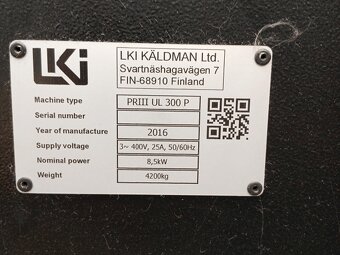 LKI
LKI KÄLDMAN Ltd.
Svartnäshagavägen 7
FIN-68910 Finland
Machine type PRIII UL 300 P
Serial number
Year of manufacture 2016
Supply voltage 3~ 400V, 25A, 50/60Hz
Nominal power 8,5kW
Weight 4200kg